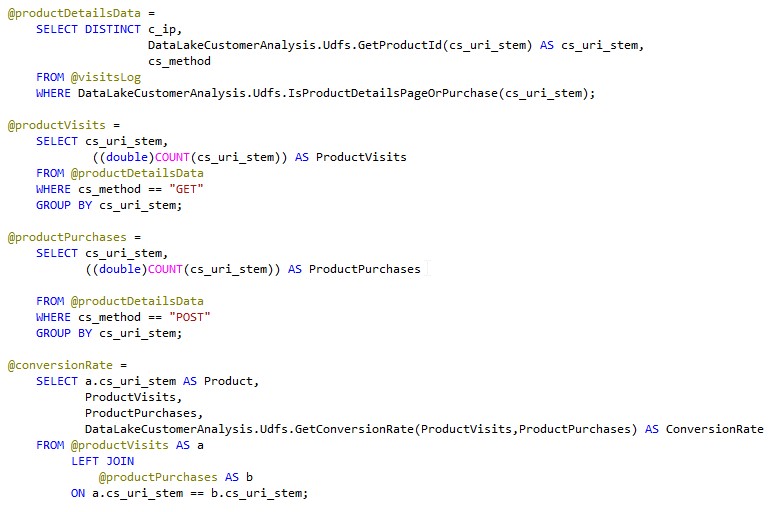 @productDetailsData =
SELECT DISTINCT c_ip,
DataLakeCustomerAnalysis.Udfs.GetProductId(cs_uri_stem) AS cs_uri_stem,
cs_method
FROM @visitsLog
WHERE DataLakeCustomerAnalysis.Udfs.IsProductDetailsPageOrPurchase(cs_uri_stem);
@productVisits =
SELECT cs_uri_stem,
((double)COUNT(cs_uri_stem)) AS ProductVisits
FROM @productDetailsData
WHERE cs_method == "GET"
GROUP BY cs_uri_stem;
@productPurchases =
SELECT cs_uri_stem,
((double)COUNT(cs_uri_stem)) AS ProductPurchases
FROM @productDetailsData
WHERE cs_method == "POST"
GROUP BY cs_uri_stem;
@conversionRate =
SELECT a.cs_uri_stem AS Product,
ProductVisits,
ProductPurchases,
DataLakeCustomerAnalysis.Udfs.GetConversionRate(ProductVisits,ProductPurchases) AS ConversionRate
FROM @productVisits AS a
LEFT JOIN
@productPurchases AS b
ON a.cs_uri_stem == b.cs_uri_stem;